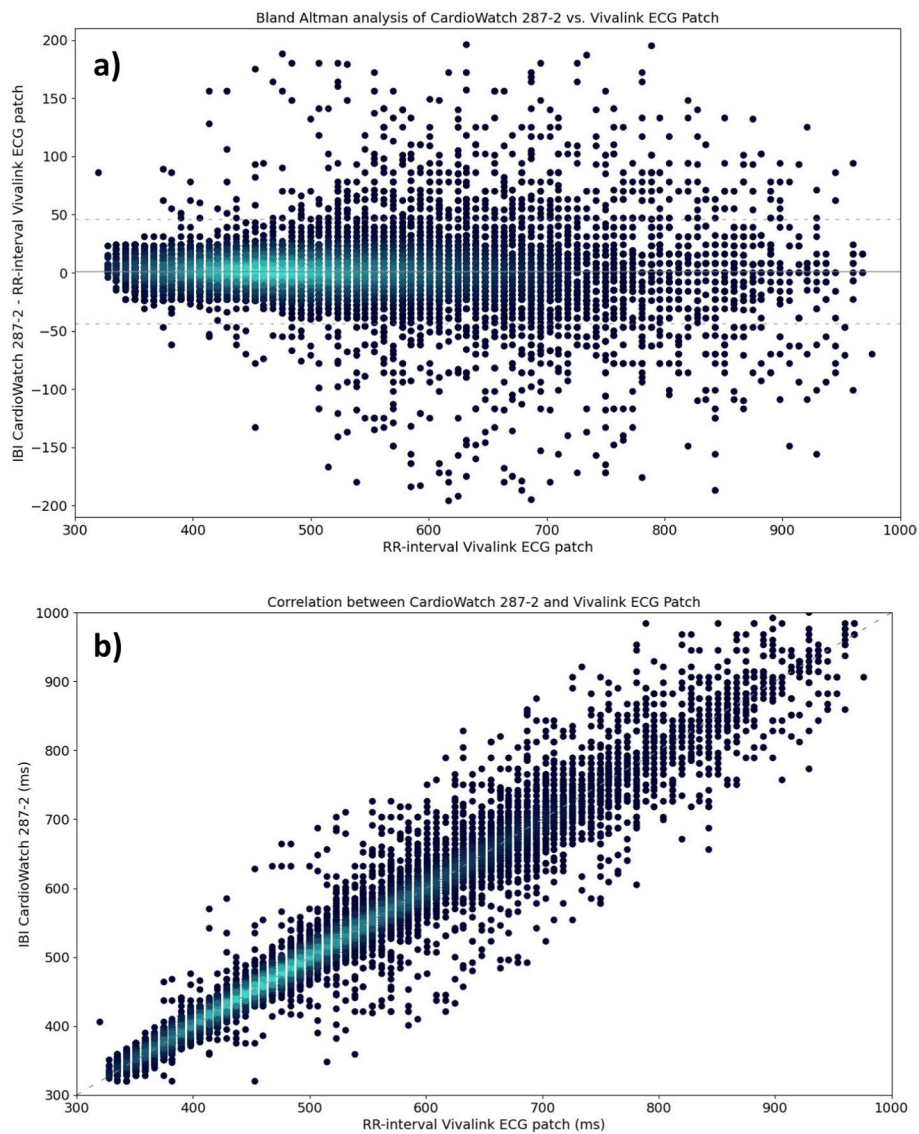 Bland Altman analysis of CardioWatch 287-2 vs. Vivalink ECG Patch
a)
IBI CardioWatch 287-2 - RR-interval Vivalink ECG patch
200
150
100
50
0
−50
−100
−150
−200
300 400 500 600 700 800 900 1000
RR-interval Vivalink ECG patch
Correlation between CardioWatch 287-2 and Vivalink ECG Patch
b)
IBI CardioWatch 287-2 (ms)
1000
900
800
700
600
500
400
300
300 400 500 600 700 800 900 1000
RR-interval Vivalink ECG patch (ms)